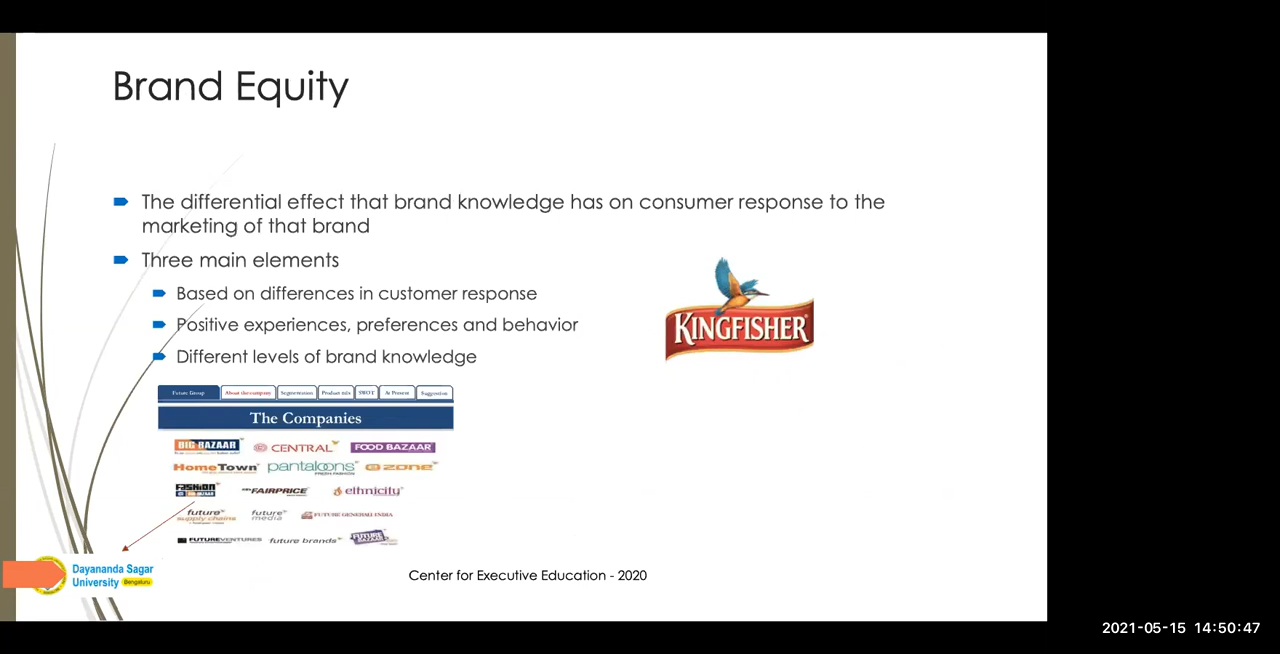 Brand Equity
The differential effect that brand knowledge has on consumer response to the
marketing of that brand
Three main elements
Based on differences in customer response
Positive experiences, preferences and behavior
Different levels of brand knowledge
KINGFISHER
Future Group About the company Segmentation Product mix SWOT At Present Suggestion
The Companies
BIG BAZAAR CENTRAL FOOD BAZAAR
HomeTown pantaloons ezone
FRESH FASHION
FaSHiON FAIRPRICE ethnicity
future supply chains future media FUTURE GENERALI INDIA
FUTUREVENTURES future brands FUTURE
Dayananda Sagar
University Bengaluru
Center for Executive Education - 2020
2021-05-15 14:50:47